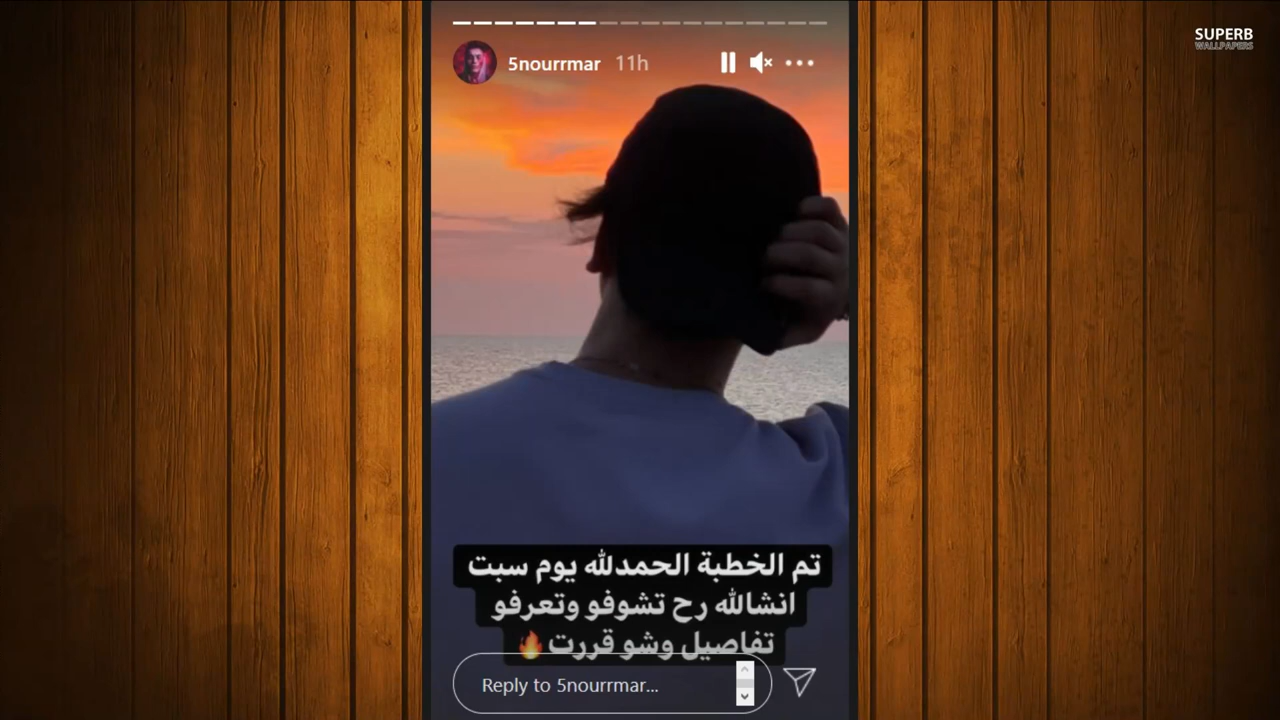 SUPERB
WALLPAPERS
5nourrmar 11h
تم الخطبة الحمدلله يوم سبت
انشالله رح تشوفو وتعرفو
تفاصيل وشو قررت🔥
Reply to 5nourrmar...